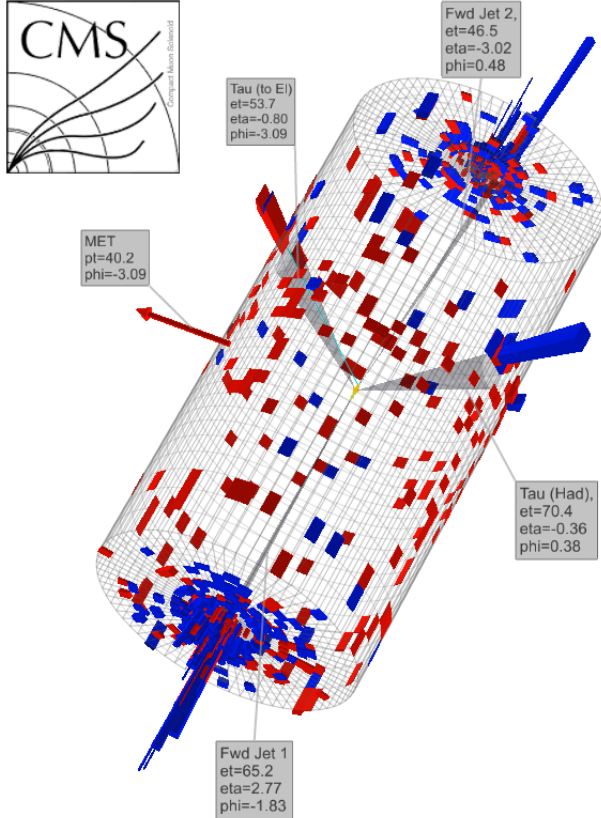 CMS
Compact Muon Solenoid
Fwd Jet 2,
et=46.5
eta=-3.02
phi=0.48
Tau (to El)
et=53.7
eta=-0.80
phi=-3.09
MET
pt=40.2
phi=-3.09
Tau (Had),
et=70.4
eta=-0.36
phi=0.38
Fwd Jet 1
et=65.2
eta=2.77
phi=-1.83